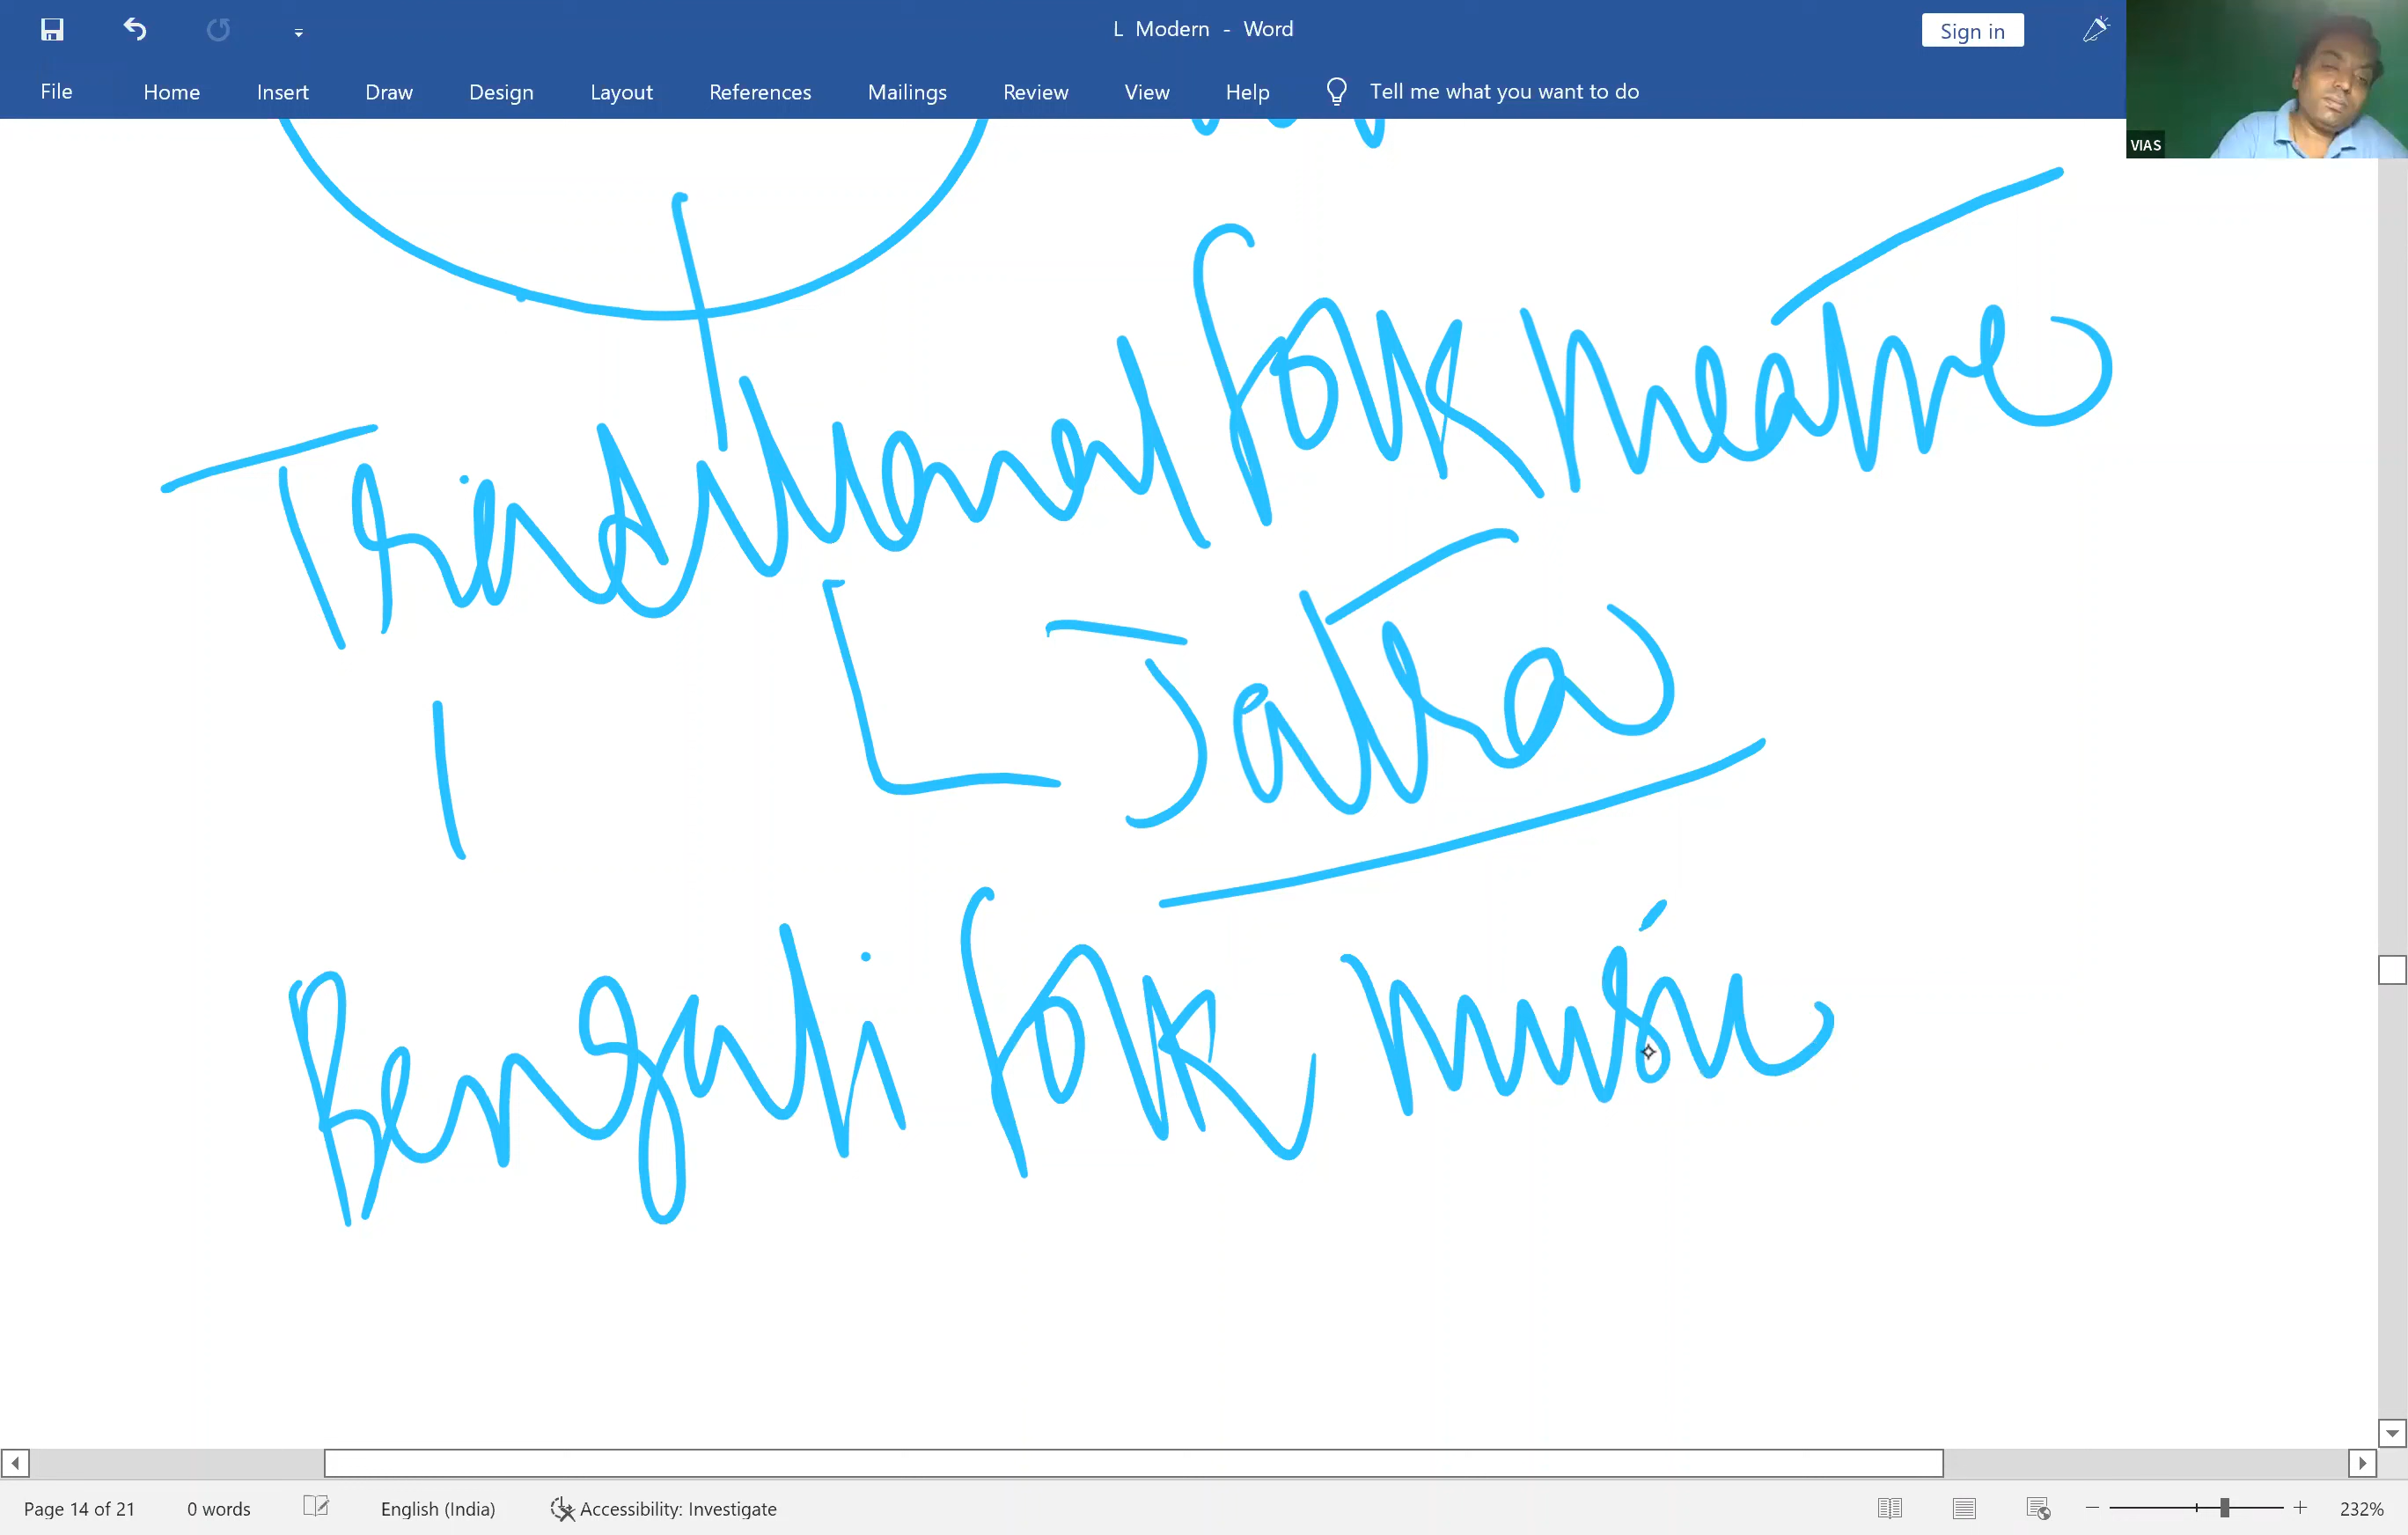 L Modern - Word
Sign in
File Home Insert Draw Design Layout References Mailings Review View Help Tell me what you want to do
VIAS
Traditional Folk Theatre
Jatra
Bengali Folk music
Page 14 of 21 0 words English (India) Accessibility: Investigate 232%